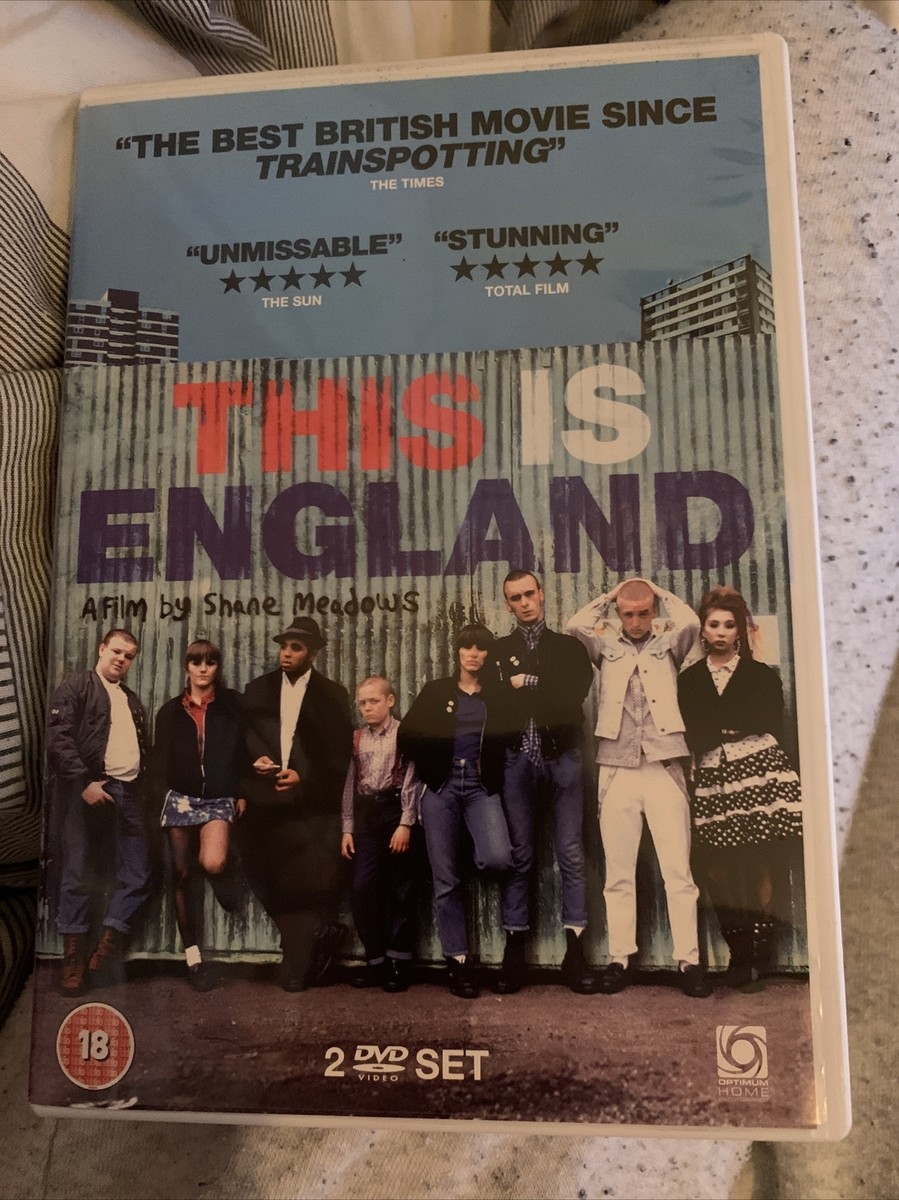 “THE BEST BRITISH MOVIE SINCE
TRAINSPOTTING”
THE TIMES
“UNMISSABLE”
★★★★★
THE SUN
“STUNNING”
★★★★★
TOTAL FILM
THIS IS
ENGLAND
A Film by Shane Meadows
18
2 DVD SET
VIDEO
OPTIMUM
HOME